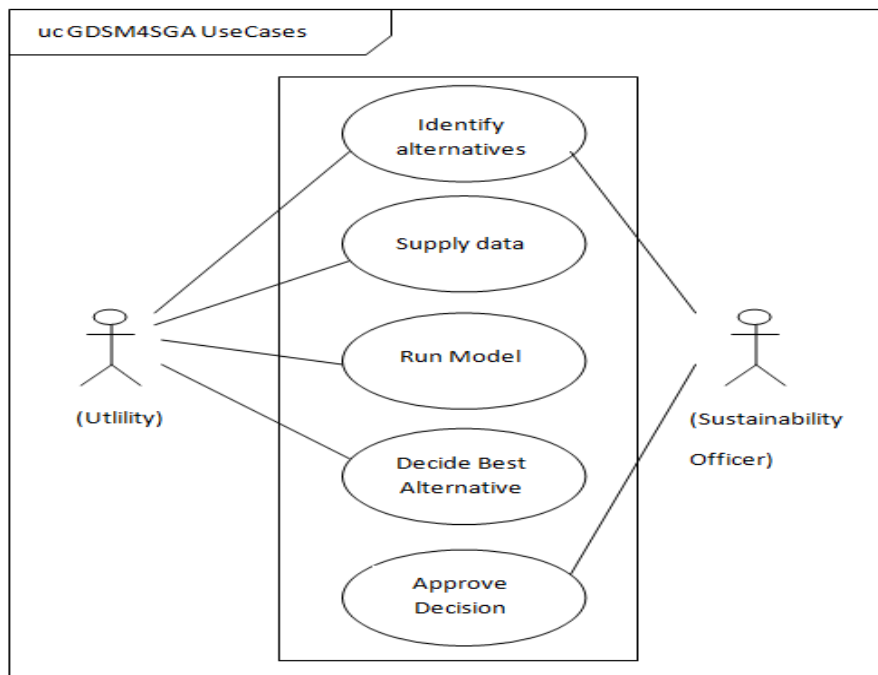 uc GDSM4SGA UseCases
Identify
alternatives
Supply data
Run Model
(Utlility)
(Sustainability
Officer)
Decide Best
Alternative
Approve
Decision